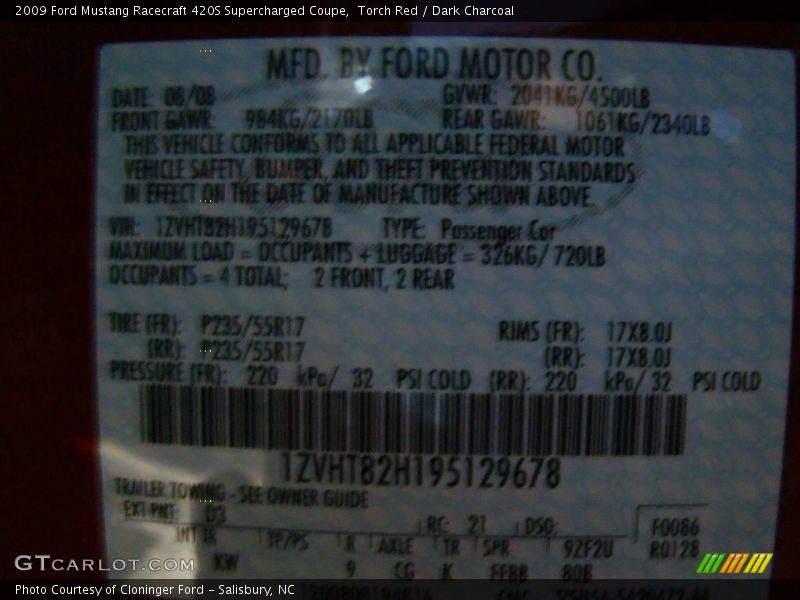 2009 Ford Mustang Racecraft 420S Supercharged Coupe, Torch Red / Dark Charcoal
MFD. BY FORD MOTOR CO.
DATE: 06/08 GVWR: 2041KG/4500LB
FRONT GAWR: 984KG/2170LB REAR GAWR: 1061KG/2340LB
THIS VEHICLE CONFORMS TO ALL APPLICABLE FEDERAL MOTOR
VEHICLE SAFETY, BUMPER, AND THEFT PREVENTION STANDARDS
IN EFFECT ON THE DATE OF MANUFACTURE SHOWN ABOVE.
VIN: 1ZVHT82H195129678 TYPE: Passenger Car
MAXIMUM LOAD = OCCUPANTS + LUGGAGE = 326KG/ 720LB
OCCUPANTS = 4 TOTAL; 2 FRONT, 2 REAR
TIRE (FR): P235/55R17 RIMS (FR): 17X8.0J
(RR): P235/55R17 (RR): 17X8.0J
PRESSURE (FR): 220 kPa/ 32 PSI COLD (RR): 220 kPa/ 32 PSI COLD
1ZVHT82H195129678
TRAILER TOWING - SEE OWNER GUIDE
EXT PNT: D3 RC: 21 DSO: F0086
INT TR TP/PS R AXLE TR SPR 9ZF2U R0128
KW 9 CG K FFBB 80B
GTCARLOT.COM
Photo Courtesy of Cloninger Ford - Salisbury, NC